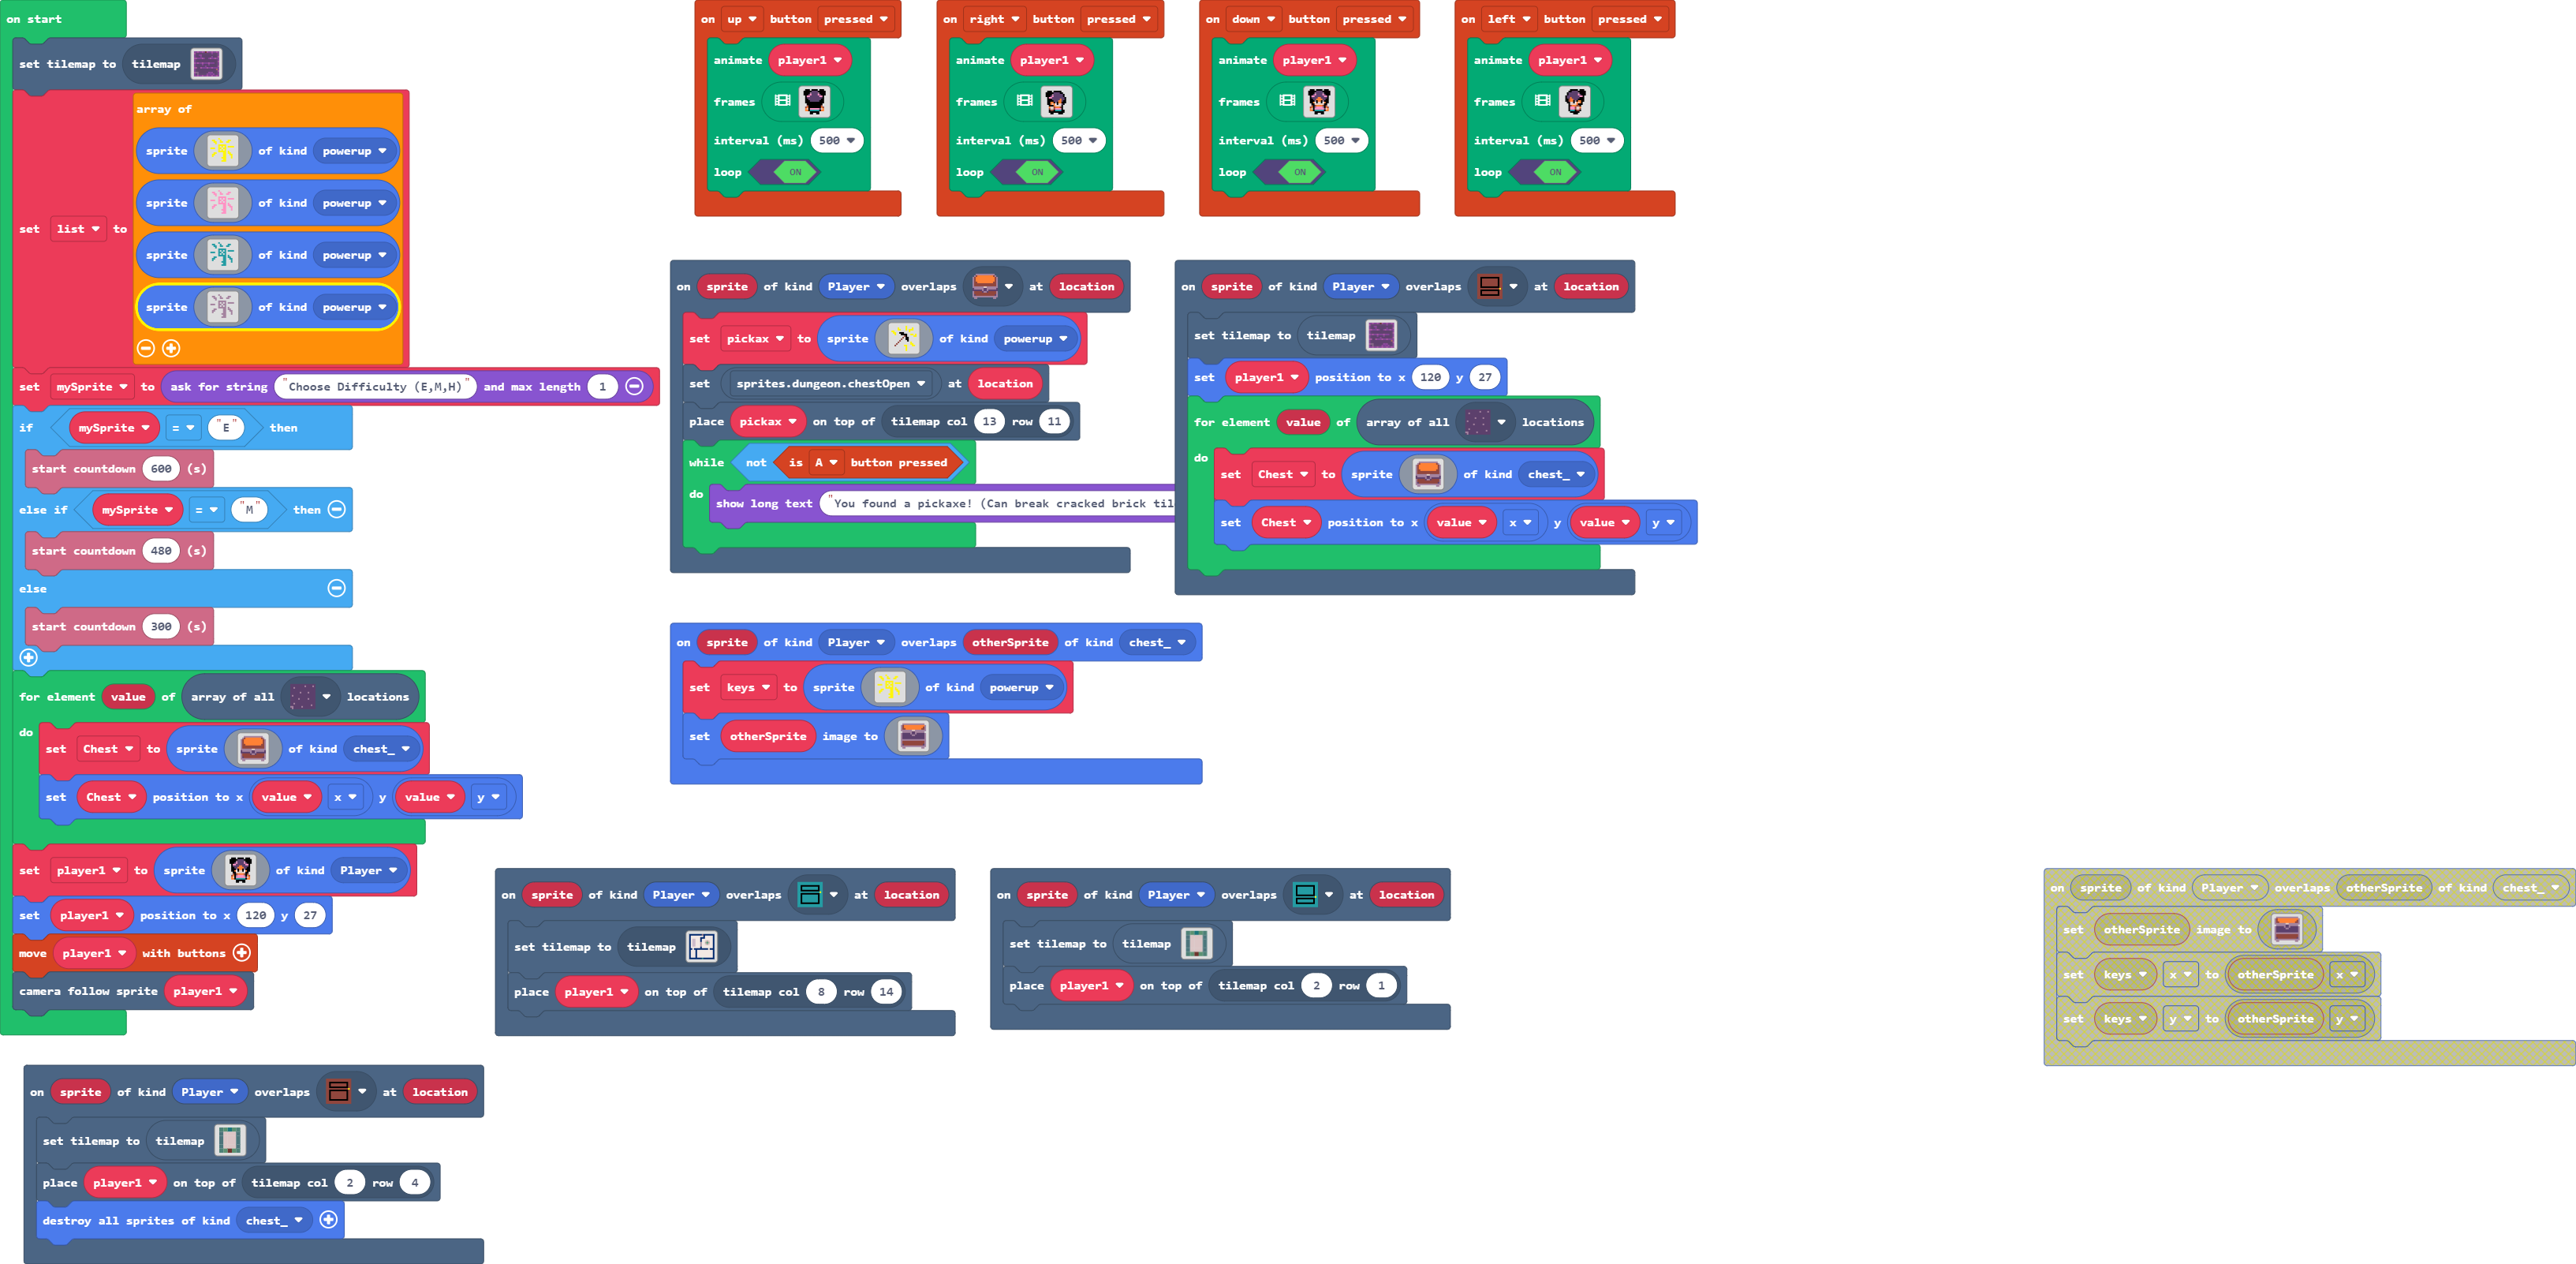 on start
set tilemap to tilemap
set list to array of
sprite of kind powerup
sprite of kind powerup
sprite of kind powerup
sprite of kind powerup
set mySprite to ask for string "Choose Difficulty (E,M,H)" and max length 1
if mySprite = "E" then
start countdown 600 (s)
else if mySprite = "M" then
start countdown 480 (s)
else
start countdown 300 (s)
for element value of array of all locations
do
set Chest to sprite of kind chest_
set Chest position to x value x y value y
set player1 to sprite of kind Player
set player1 position to x 120 y 27
move player1 with buttons
camera follow sprite player1
on up button pressed
animate player1
frames
interval (ms) 500
loop ON
on right button pressed
animate player1
frames
interval (ms) 500
loop ON
on down button pressed
animate player1
frames
interval (ms) 500
loop ON
on left button pressed
animate player1
frames
interval (ms) 500
loop ON
on sprite of kind Player overlaps at location
set pickax to sprite of kind powerup
set sprites.dungeon.chestOpen at location
place pickax on top of tilemap col 13 row 11
while not is A button pressed
do
show long text "You found a pickaxe! (Can break cracked brick til
on sprite of kind Player overlaps at location
set tilemap to tilemap
set player1 position to x 120 y 27
for element value of array of all locations
do
set Chest to sprite of kind chest_
set Chest position to x value x y value y
on sprite of kind Player overlaps otherSprite of kind chest_
set keys to sprite of kind powerup
set otherSprite image to
on sprite of kind Player overlaps at location
set tilemap to tilemap
place player1 on top of tilemap col 8 row 14
on sprite of kind Player overlaps at location
set tilemap to tilemap
place player1 on top of tilemap col 2 row 1
on sprite of kind Player overlaps otherSprite of kind chest_
set otherSprite image to
set keys x to otherSprite x
set keys y to otherSprite y
on sprite of kind Player overlaps at location
set tilemap to tilemap
place player1 on top of tilemap col 2 row 4
destroy all sprites of kind chest_